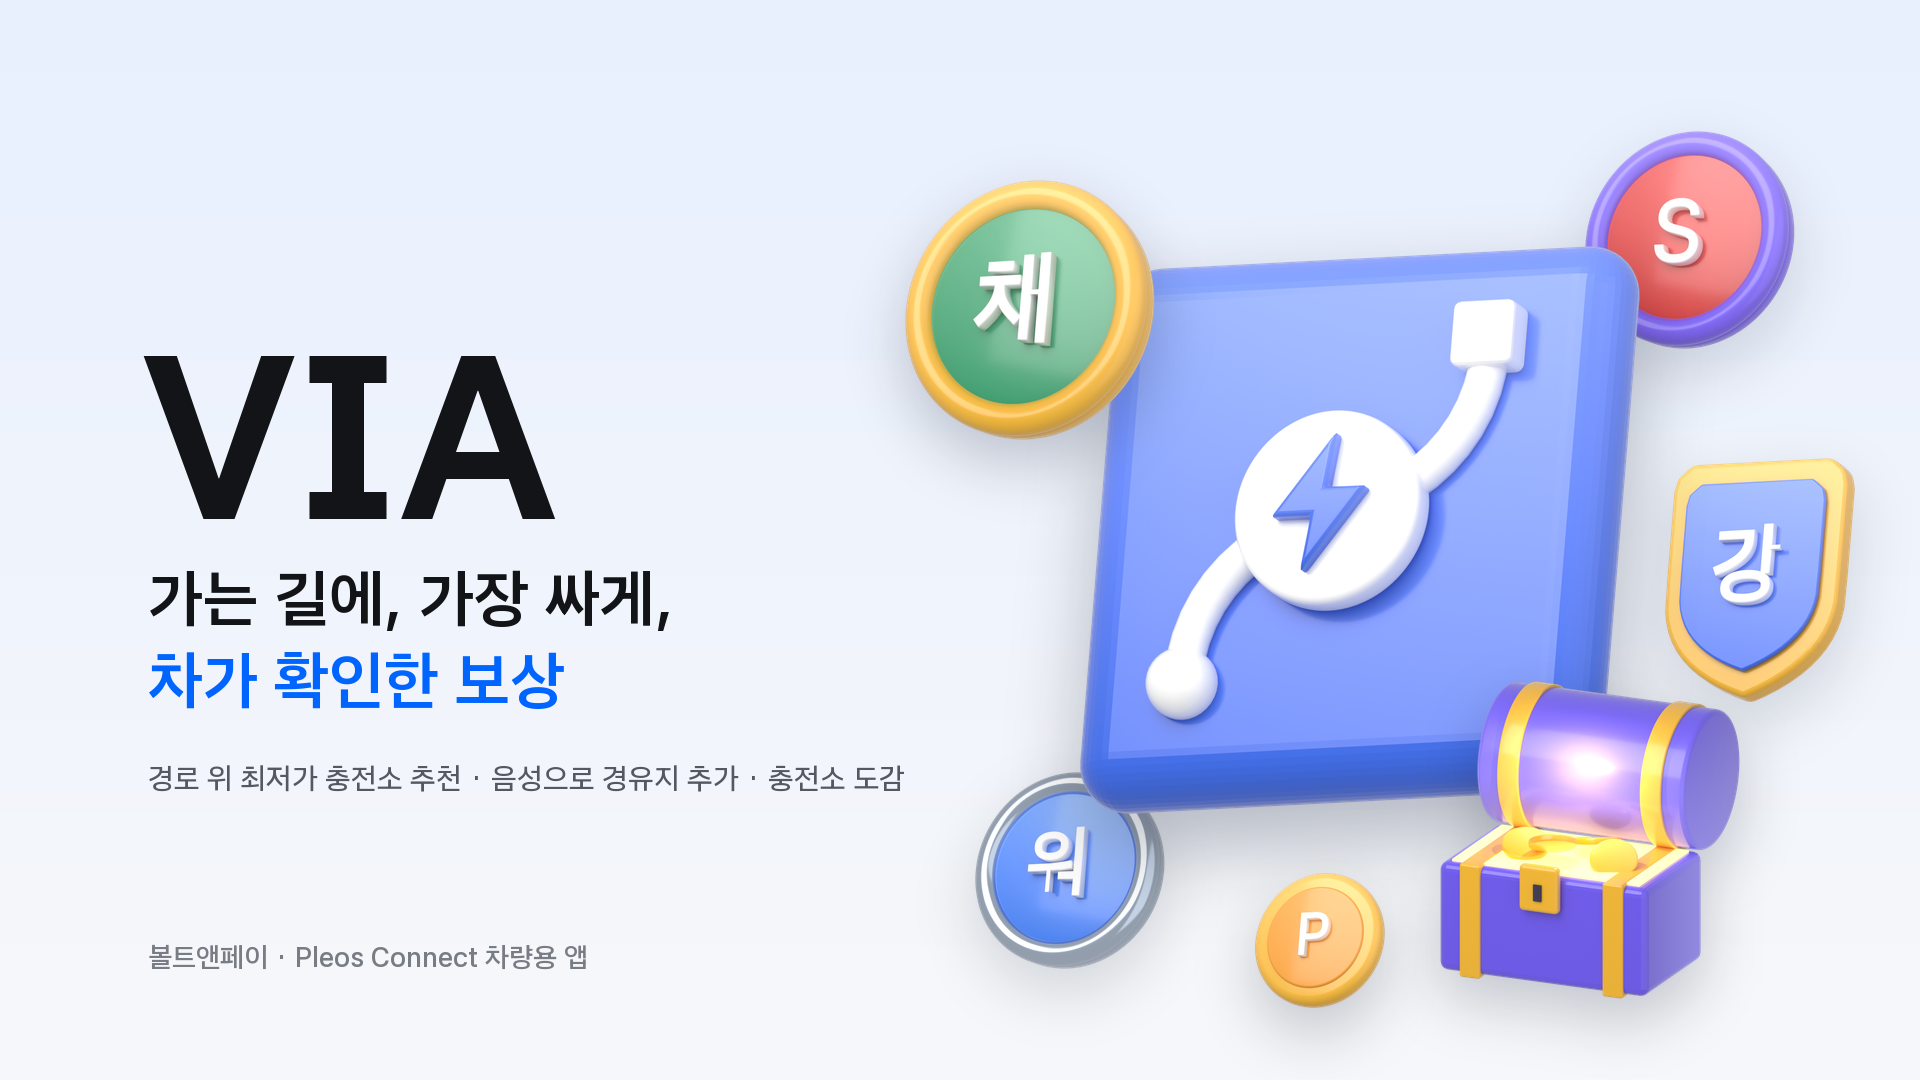 VIA
가는 길에, 가장 싸게,
차가 확인한 보상
경로 위 최저가 충전소 추천 · 음성으로 경유지 추가 · 충전소 도감
볼트앤페이 · Pleos Connect 차량용 앱
채
S
강
워
P